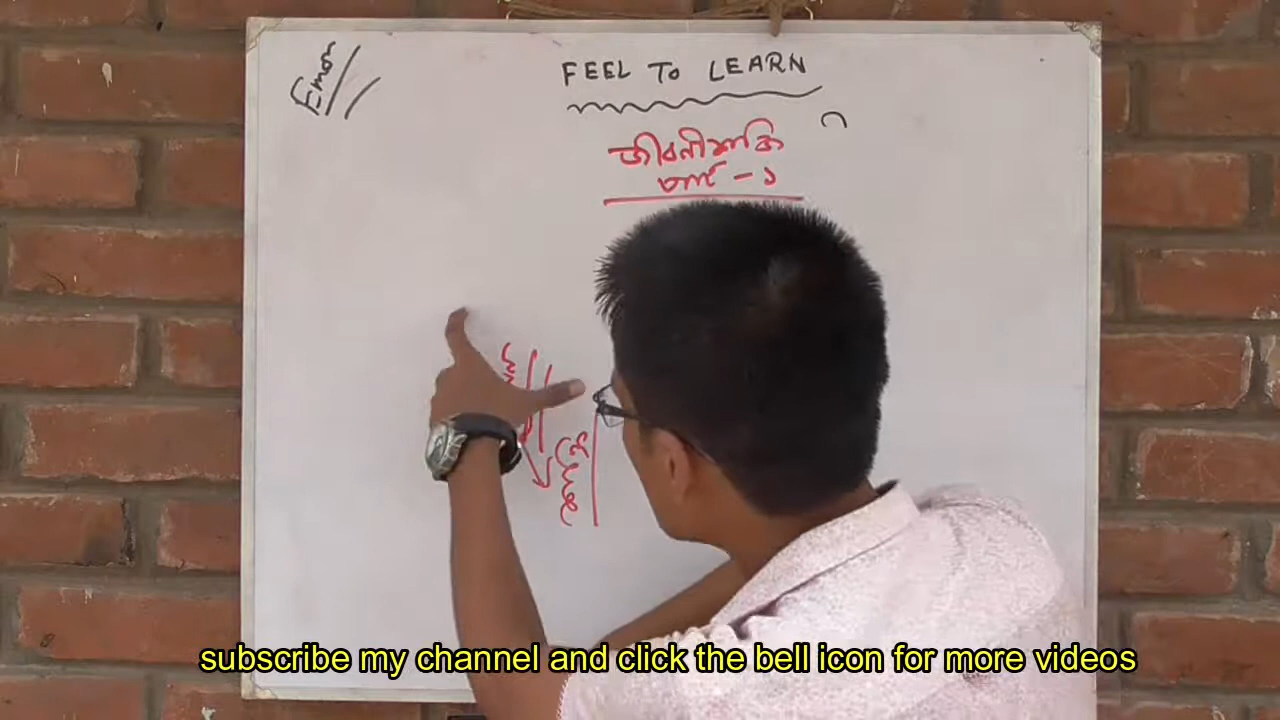 Emon
FEEL TO LEARN
জীবনীশক্তি
পার্ট - ১
subscribe my channel and click the bell icon for more videos